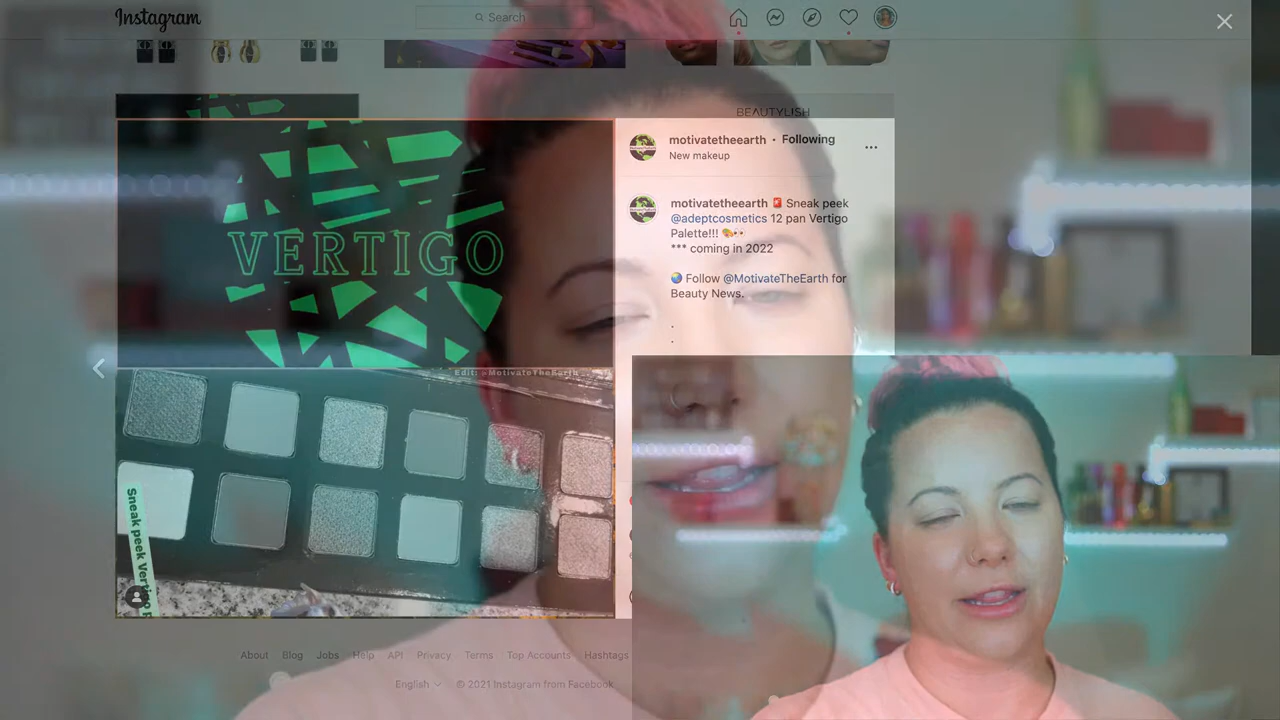 Instagram
Search
BEAUTYLISH
VERTIGO
motivatetheearth • Following
New makeup
motivatetheearth 🚨 Sneak peek
@adeptcosmetics 12 pan Vertigo
Palette!!! 🎨👀
*** coming in 2022
🌏 Follow @MotivateTheEarth for
Beauty News.
.
.
Edit: @MotivateTheEarth
Sneak peek
About Blog Jobs Help API Privacy Terms Top Accounts Hashtags
English © 2021 Instagram from Facebook